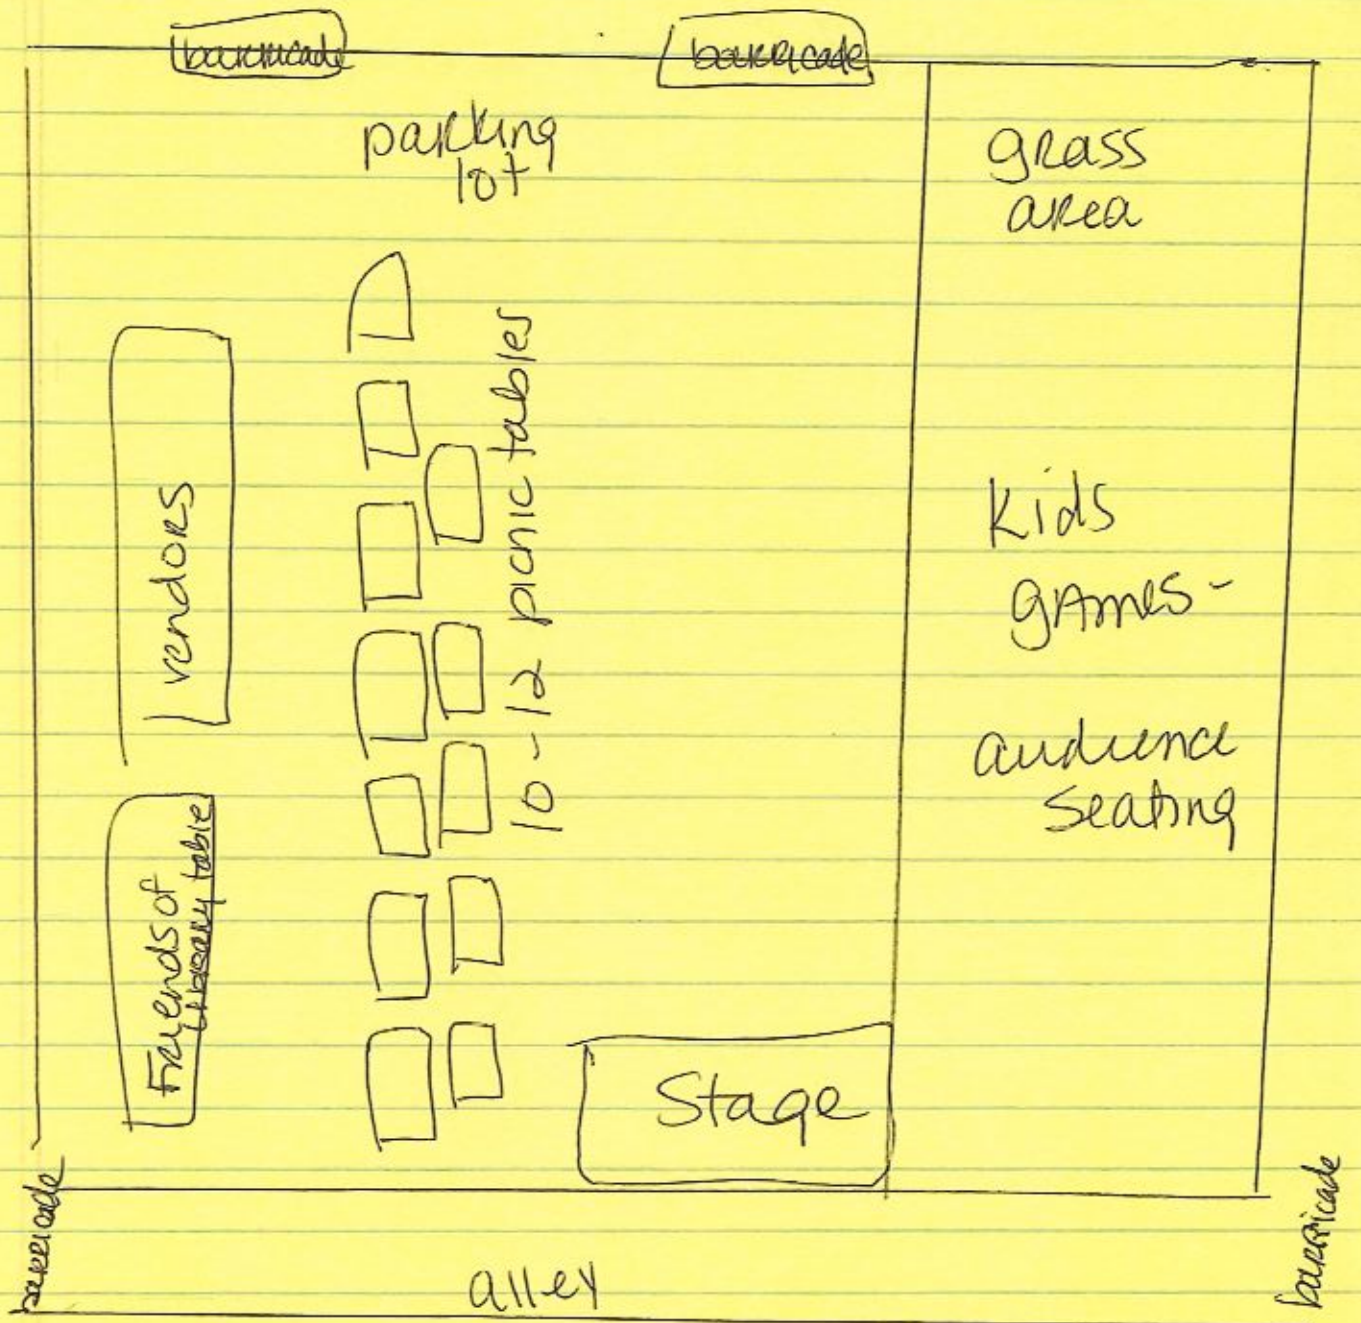 barricade
barricade
parking
lot
grass
area
vendors
10-12 picnic tables
Kids
games-
audience
seating
Friends of
Library table
Stage
barricade
alley
barricade